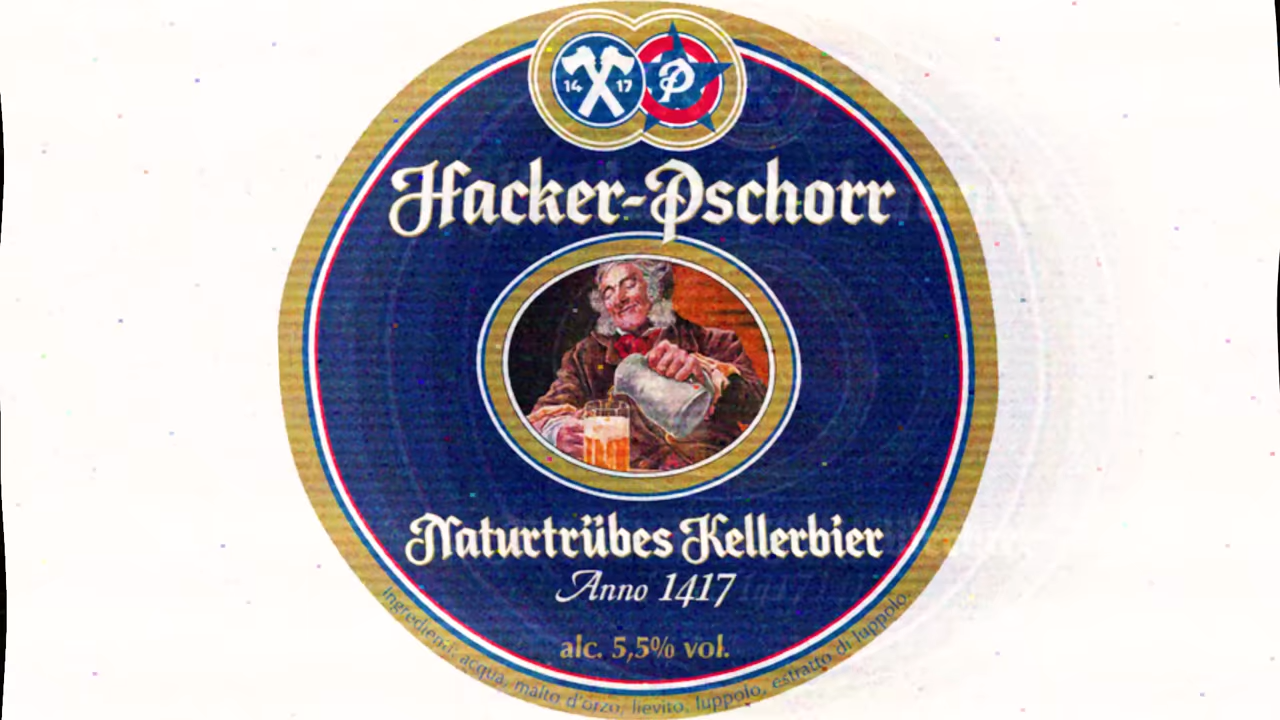 14 17 P
Hacker-Pschorr
Naturtrübes Kellerbier
Anno 1417
alc. 5,5% vol.
ingredienti: acqua, malto d'orzo, lievito, luppolo, estratto di luppolo.